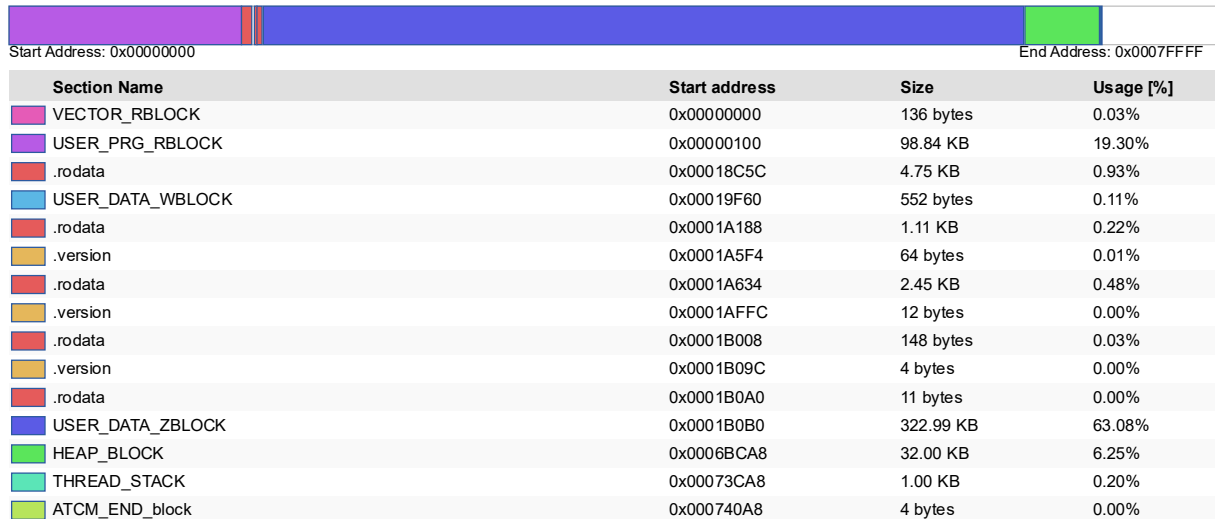 Start Address: 0x00000000 End Address: 0x0007FFFF
Section Name Start address Size Usage [%]
VECTOR_RBLOCK 0x00000000 136 bytes 0.03%
USER_PRG_RBLOCK 0x00000100 98.84 KB 19.30%
.rodata 0x00018C5C 4.75 KB 0.93%
USER_DATA_WBLOCK 0x00019F60 552 bytes 0.11%
.rodata 0x0001A188 1.11 KB 0.22%
.version 0x0001A5F4 64 bytes 0.01%
.rodata 0x0001A634 2.45 KB 0.48%
.version 0x0001AFFC 12 bytes 0.00%
.rodata 0x0001B008 148 bytes 0.03%
.version 0x0001B09C 4 bytes 0.00%
.rodata 0x0001B0A0 11 bytes 0.00%
USER_DATA_ZBLOCK 0x0001B0B0 322.99 KB 63.08%
HEAP_BLOCK 0x0006BCA8 32.00 KB 6.25%
THREAD_STACK 0x00073CA8 1.00 KB 0.20%
ATCM_END_block 0x000740A8 4 bytes 0.00%